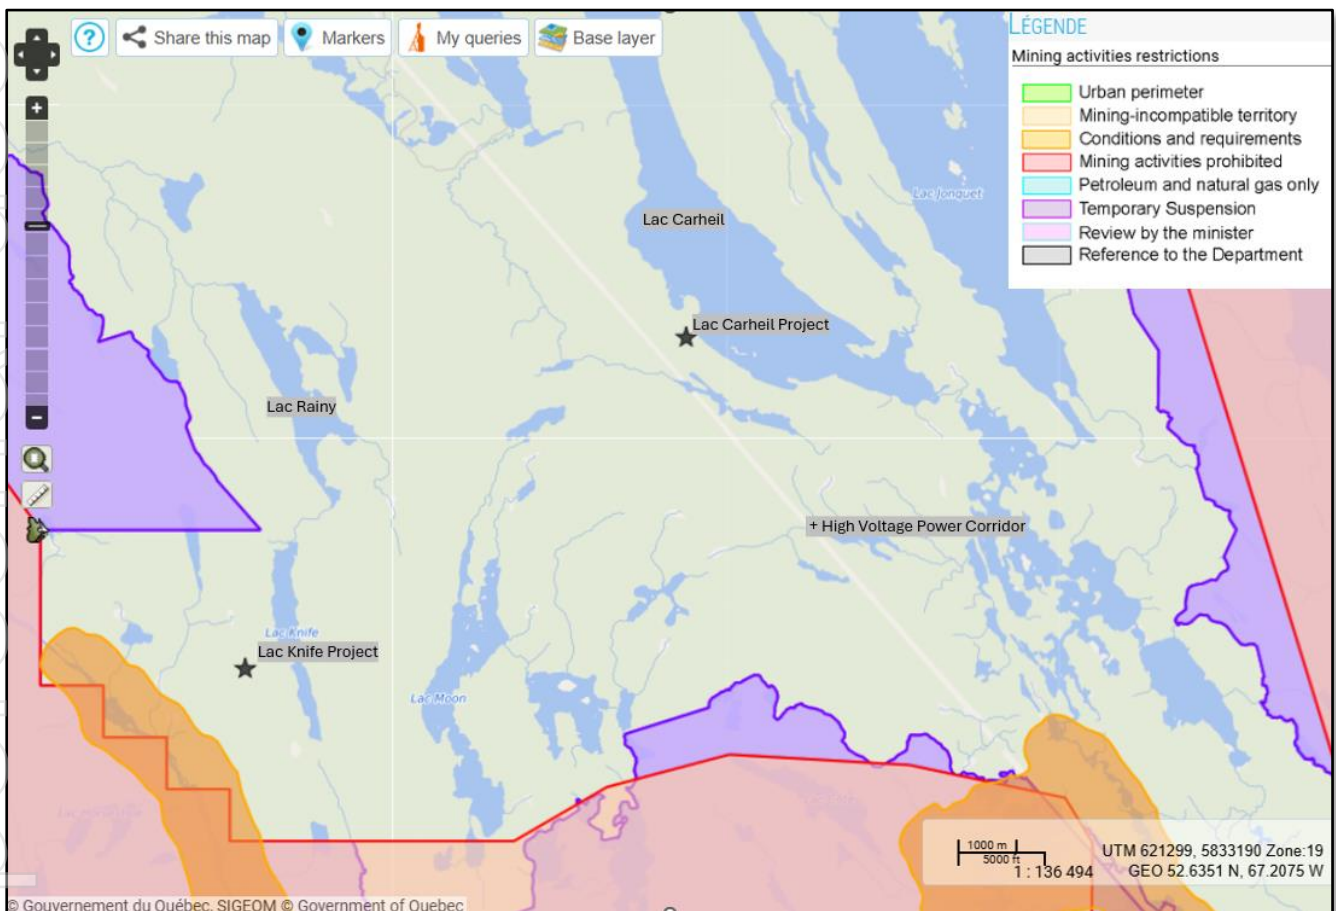 ?
Share this map
Markers
My queries
Base layer
LÉGENDE
Mining activities restrictions
Urban perimeter
Mining-incompatible territory
Conditions and requirements
Mining activities prohibited
Petroleum and natural gas only
Temporary Suspension
Review by the minister
Reference to the Department
Lac Jonquet
Lac Carheil
Lac Carheil Project
Lac Rainy
+ High Voltage Power Corridor
Lac Knife
Lac Knife Project
Lac Moon
1000 m
5000 ft
1 : 136 494
UTM 621299, 5833190 Zone:19
GEO 52.6351 N, 67.2075 W
© Gouvernement du Québec, SIGEOM © Government of Quebec